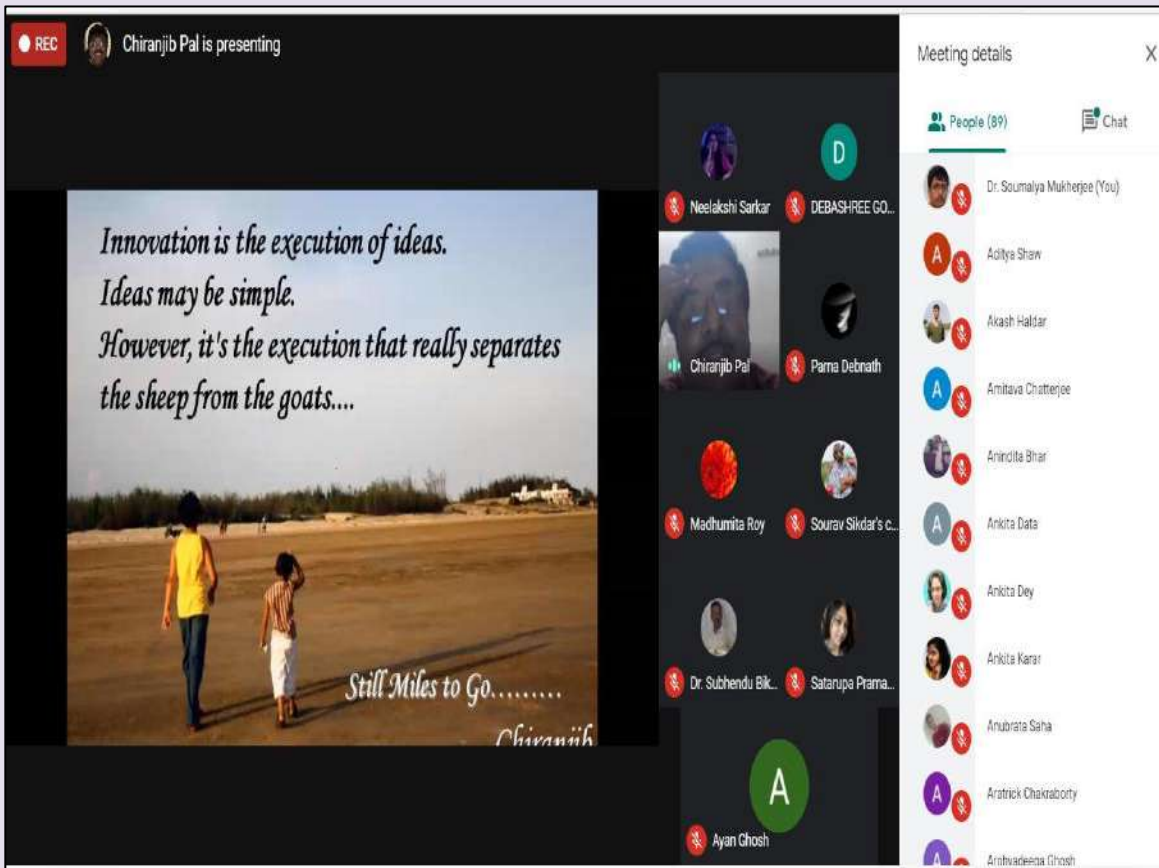 REC
Chiranjib Pal is presenting
Innovation is the execution of ideas.
Ideas may be simple.
However, it's the execution that really separates
the sheep from the goats....
Still Miles to Go.........
Chiranjib
Neelakshi Sarkar
D
DEBASHREE GO...
Chiranjib Pal
Parna Debnath
Madhumita Roy
Sourav Sikdar's c...
Dr. Subhendu Bik...
Satarupa Prama...
A
Ayan Ghosh
Meeting details
X
People (89)
Chat
Dr. Soumalya Mukherjee (You)
A
Aditya Shaw
Akash Haldar
A
Amitava Chatterjee
Anindita Bhar
A
Ankita Data
Ankita Dey
Ankita Karar
Anubrata Saha
A
Aratrick Chakraborty
A
Arghyadeepa Ghosh